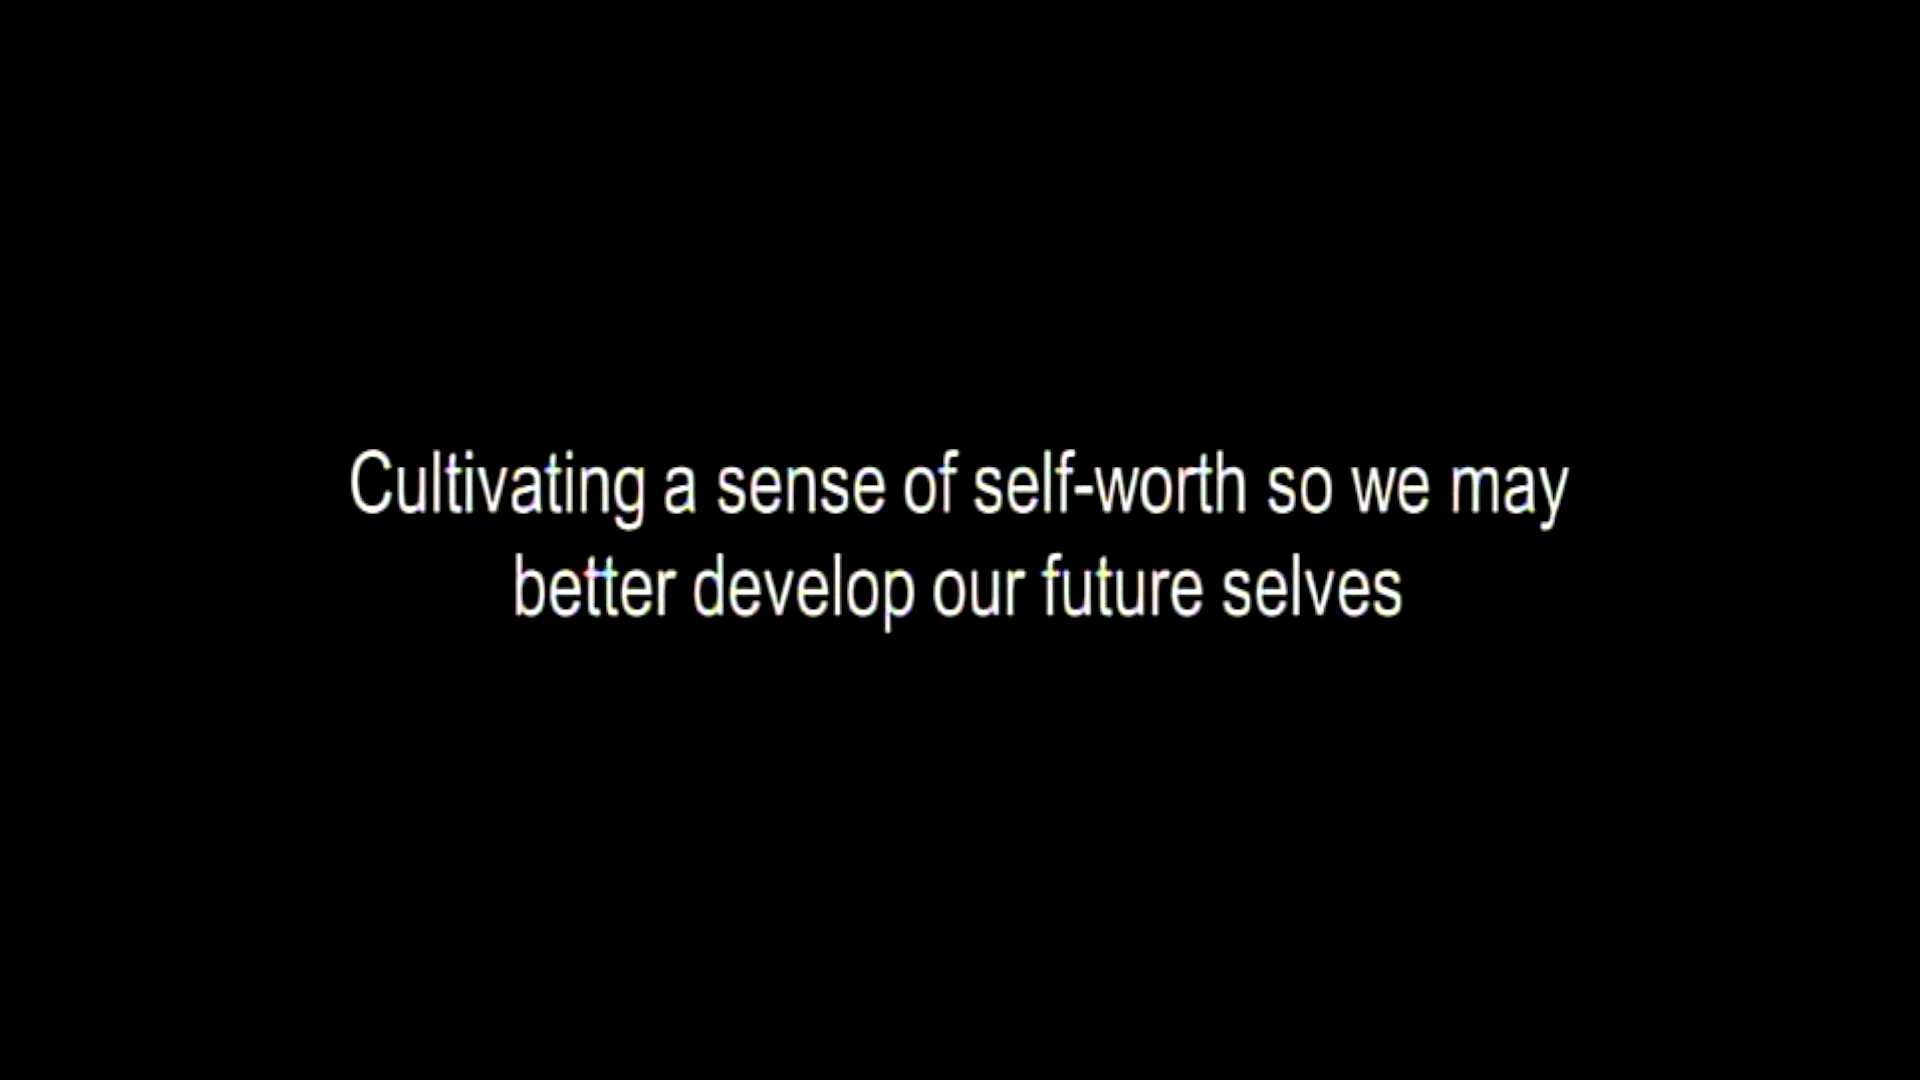 Cultivating a sense of self-worth so we may
better develop our future selves